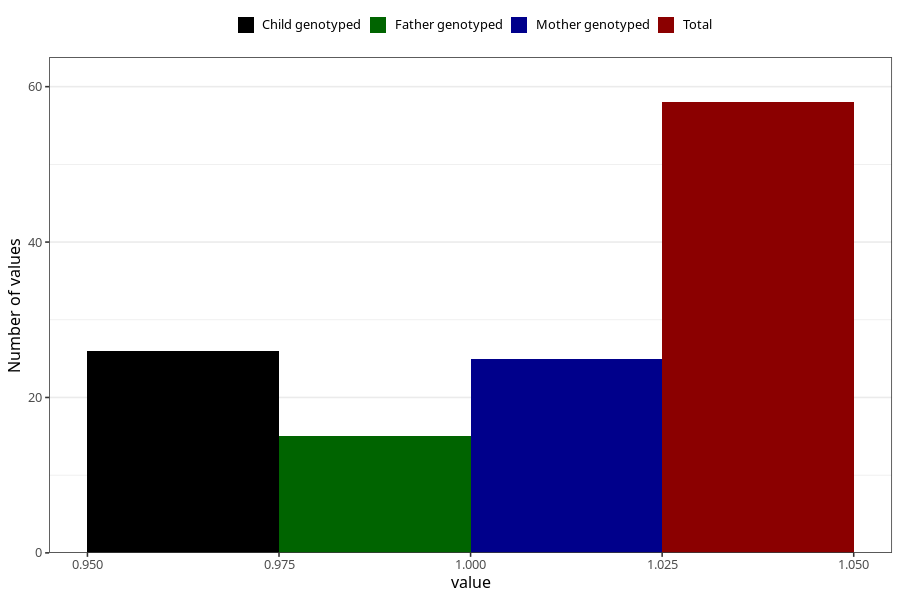 Child genotyped Father genotyped Mother genotyped Total
60
40
20
0
Number of values
0.950 0.975 1.000 1.025 1.050
value